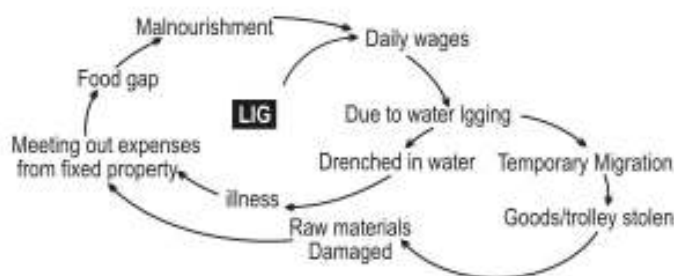 Malnourishment
Daily wages
Food gap
LIG
Due to water lgging
Meeting out expenses
from fixed property
Drenched in water
Temporary Migration
illness
Goods/trolley stolen
Raw materials
Damaged